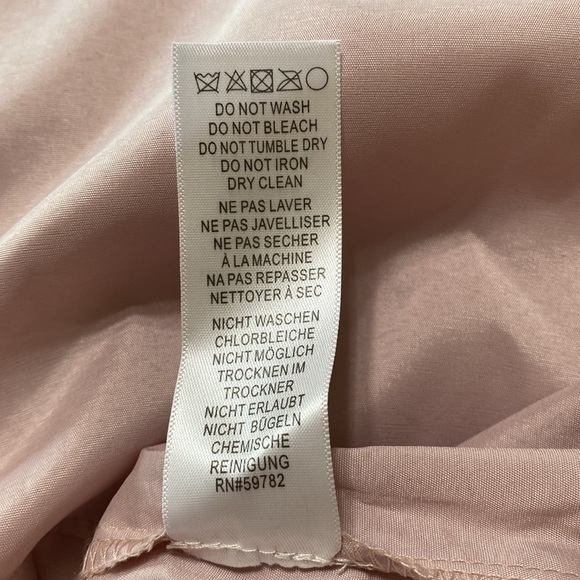 DO NOT WASH
DO NOT BLEACH
DO NOT TUMBLE DRY
DO NOT IRON
DRY CLEAN
NE PAS LAVER
NE PAS JAVELLISER
NE PAS SECHER
À LA MACHINE
NA PAS REPASSER
NETTOYER À SEC
NICHT WASCHEN
CHLORBLEICHE
NICHT MÖGLICH
TROCKNEN IM
TROCKNER
NICHT ERLAUBT
NICHT BÜGELN
CHEMISCHE
REINIGUNG
RN#59782